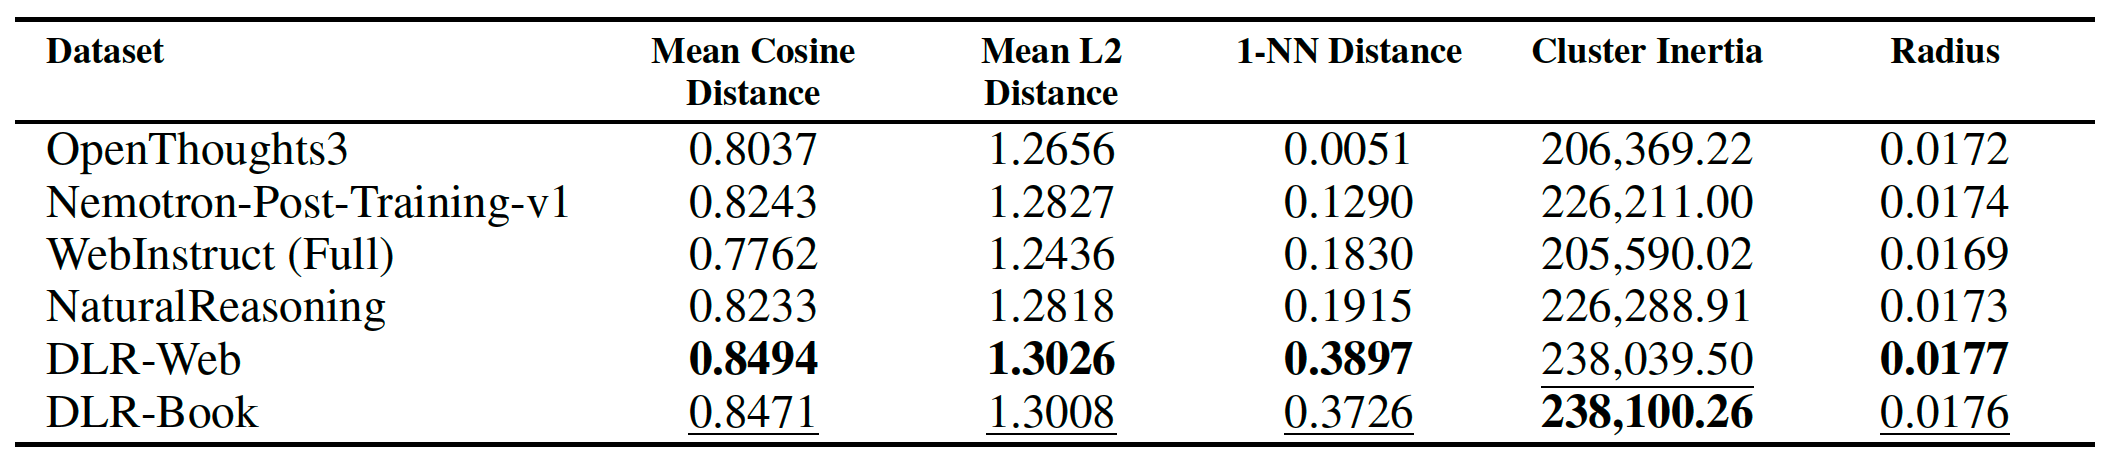 Dataset Mean Cosine Distance Mean L2 Distance 1-NN Distance Cluster Inertia Radius
OpenThoughts3 0.8037 1.2656 0.0051 206,369.22 0.0172
Nemotron-Post-Training-v1 0.8243 1.2827 0.1290 226,211.00 0.0174
WebInstruct (Full) 0.7762 1.2436 0.1830 205,590.02 0.0169
NaturalReasoning 0.8233 1.2818 0.1915 226,288.91 0.0173
DLR-Web 0.8494 1.3026 0.3897 238,039.50 0.0177
DLR-Book 0.8471 1.3008 0.3726 238,100.26 0.0176